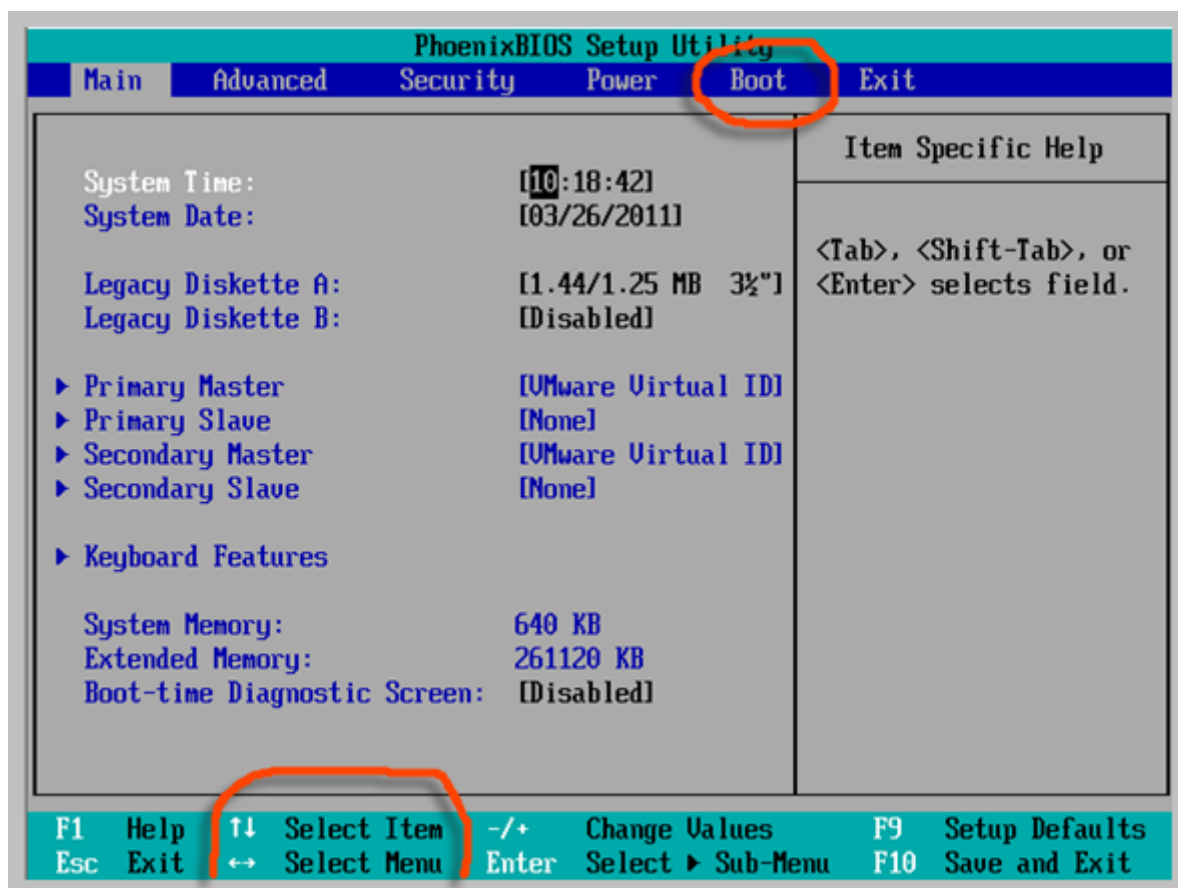 PhoenixBIOS Setup Utility
Main Advanced Security Power Boot Exit
Item Specific Help
System Time: [10:18:42]
System Date: [03/26/2011]
<Tab>, <Shift-Tab>, or
<Enter> selects field.
Legacy Diskette A: [1.44/1.25 MB 3½"]
Legacy Diskette B: [Disabled]
▶ Primary Master [VMware Virtual ID]
▶ Primary Slave [None]
▶ Secondary Master [VMware Virtual ID]
▶ Secondary Slave [None]
▶ Keyboard Features
System Memory: 640 KB
Extended Memory: 261120 KB
Boot-time Diagnostic Screen: [Disabled]
F1 Help ↑↓ Select Item -/+ Change Values F9 Setup Defaults
Esc Exit ↔ Select Menu Enter Select ▶ Sub-Menu F10 Save and Exit